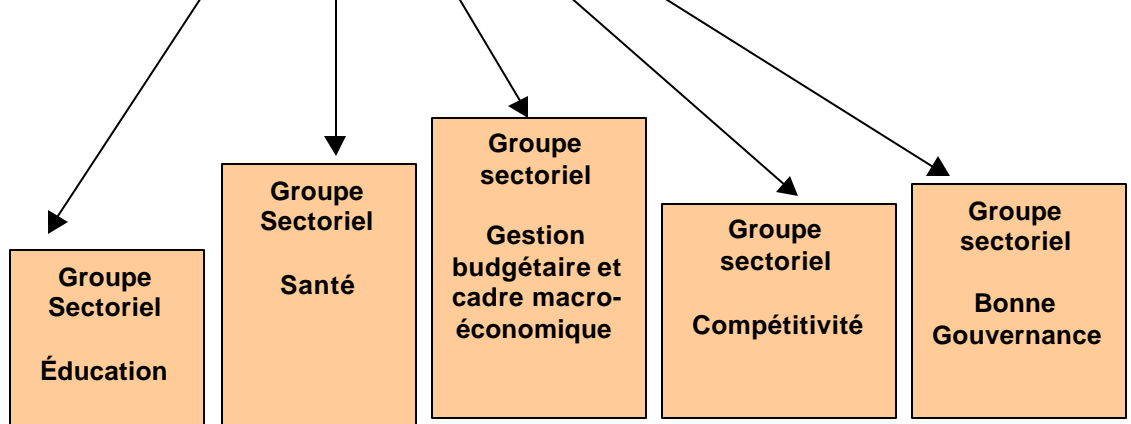 Groupe
Sectoriel
Éducation
Groupe
Sectoriel
Santé
Groupe
sectoriel
Gestion
budgétaire et
cadre macro-
économique
Groupe
sectoriel
Compétitivité
Groupe
sectoriel
Bonne
Gouvernance